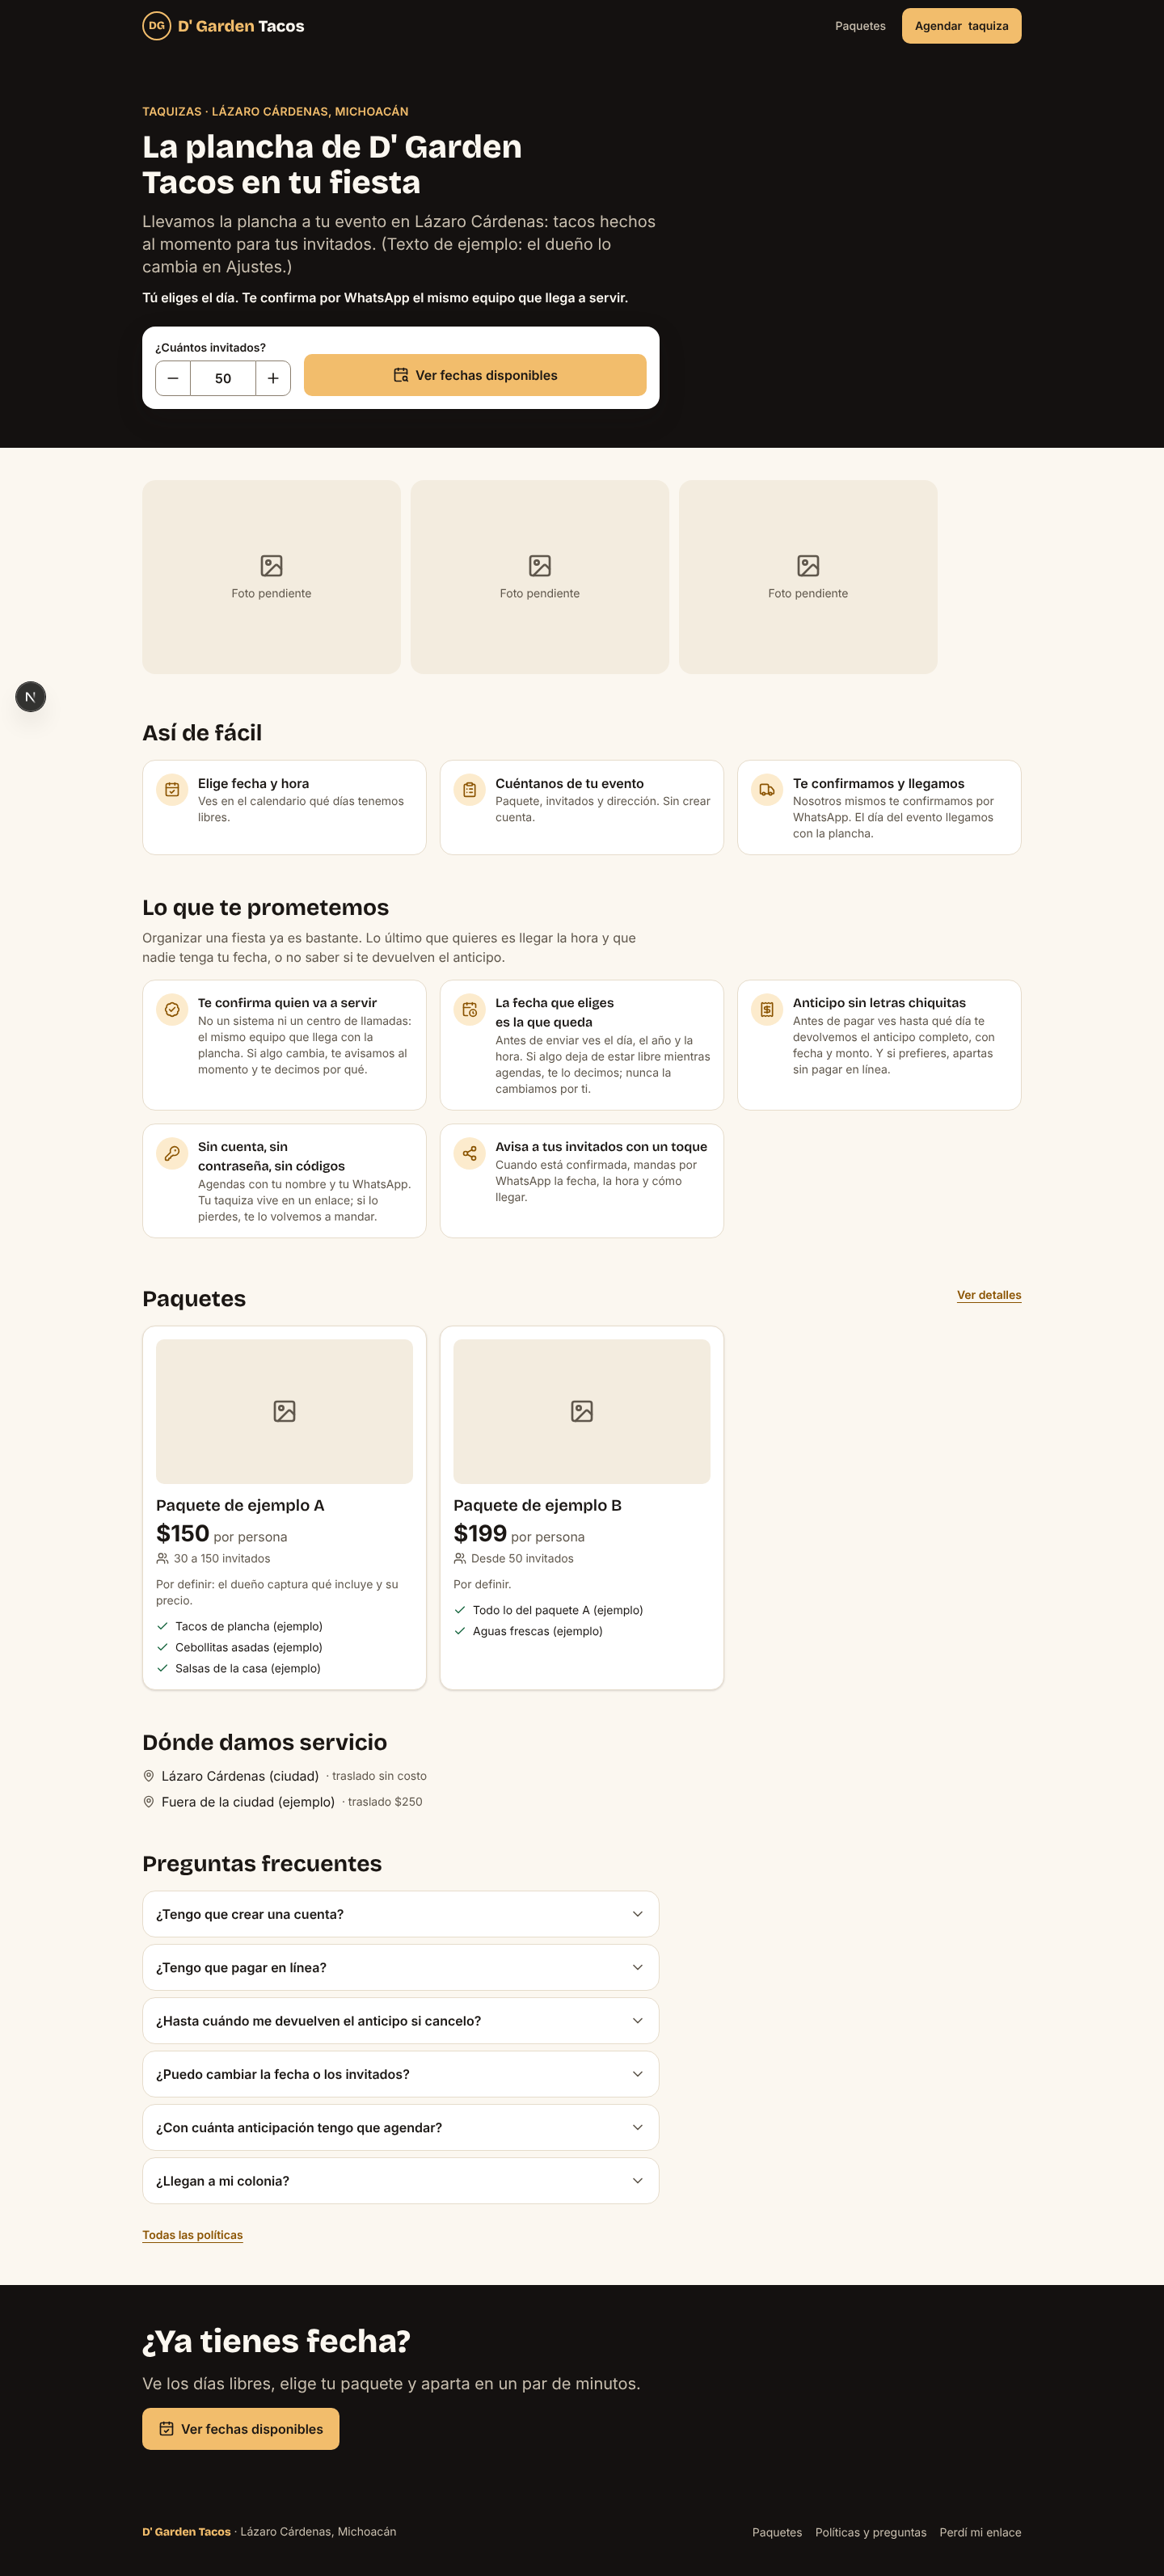 DG D' Garden Tacos
Paquetes
Agendar taquiza
TAQUIZAS · LÁZARO CÁRDENAS, MICHOACÁN
La plancha de D' Garden
Tacos en tu fiesta
Llevamos la plancha a tu evento en Lázaro Cárdenas: tacos hechos
al momento para tus invitados. (Texto de ejemplo: el dueño lo
cambia en Ajustes.)
Tú eliges el día. Te confirma por WhatsApp el mismo equipo que llega a servir.
¿Cuántos invitados?
50
Ver fechas disponibles
Foto pendiente
Foto pendiente
Foto pendiente
N
Así de fácil
Elige fecha y hora
Ves en el calendario qué días tenemos
libres.
Cuéntanos de tu evento
Paquete, invitados y dirección. Sin crear
cuenta.
Te confirmamos y llegamos
Nosotros mismos te confirmamos por
WhatsApp. El día del evento llegamos
con la plancha.
Lo que te prometemos
Organizar una fiesta ya es bastante. Lo último que quieres es llegar la hora y que
nadie tenga tu fecha, o no saber si te devuelven el anticipo.
Te confirma quien va a servir
No un sistema ni un centro de llamadas:
el mismo equipo que llega con la
plancha. Si algo cambia, te avisamos al
momento y te decimos por qué.
La fecha que eliges
es la que queda
Antes de enviar ves el día, el año y la
hora. Si algo deja de estar libre mientras
agendas, te lo decimos; nunca la
cambiamos por ti.
Anticipo sin letras chiquitas
Antes de pagar ves hasta qué día te
devolvemos el anticipo completo, con
fecha y monto. Y si prefieres, apartas
sin pagar en línea.
Sin cuenta, sin
contraseña, sin códigos
Agendas con tu nombre y tu WhatsApp.
Tu taquiza vive en un enlace; si lo
pierdes, te lo volvemos a mandar.
Avisa a tus invitados con un toque
Cuando está confirmada, mandas por
WhatsApp la fecha, la hora y cómo
llegar.
Paquetes
Ver detalles
Paquete de ejemplo A
$150 por persona
30 a 150 invitados
Por definir: el dueño captura qué incluye y su
precio.
Tacos de plancha (ejemplo)
Cebollitas asadas (ejemplo)
Salsas de la casa (ejemplo)
Paquete de ejemplo B
$199 por persona
Desde 50 invitados
Por definir.
Todo lo del paquete A (ejemplo)
Aguas frescas (ejemplo)
Dónde damos servicio
Lázaro Cárdenas (ciudad) · traslado sin costo
Fuera de la ciudad (ejemplo) · traslado $250
Preguntas frecuentes
¿Tengo que crear una cuenta?
¿Tengo que pagar en línea?
¿Hasta cuándo me devuelven el anticipo si cancelo?
¿Puedo cambiar la fecha o los invitados?
¿Con cuánta anticipación tengo que agendar?
¿Llegan a mi colonia?
Todas las políticas
¿Ya tienes fecha?
Ve los días libres, elige tu paquete y aparta en un par de minutos.
Ver fechas disponibles
D' Garden Tacos · Lázaro Cárdenas, Michoacán
Paquetes
Políticas y preguntas
Perdí mi enlace